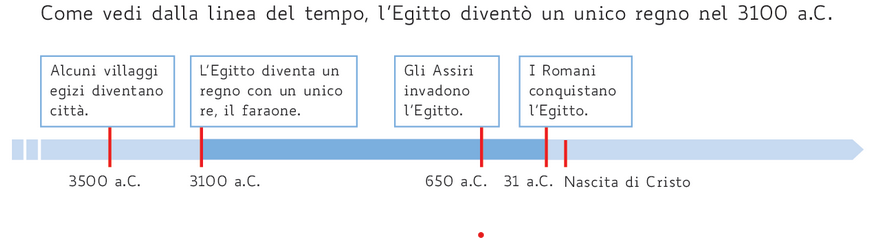 Come vedi dalla linea del tempo, l'Egitto diventò un unico regno nel 3100 a.C.
Alcuni villaggi
egizi diventano
città.
L'Egitto diventa un
regno con un unico
re, il faraone.
Gli Assiri
invadono
l'Egitto.
I Romani
conquistano
l'Egitto.
3500 a.C.
3100 a.C.
650 a.C.
31 a.C.
Nascita di Cristo